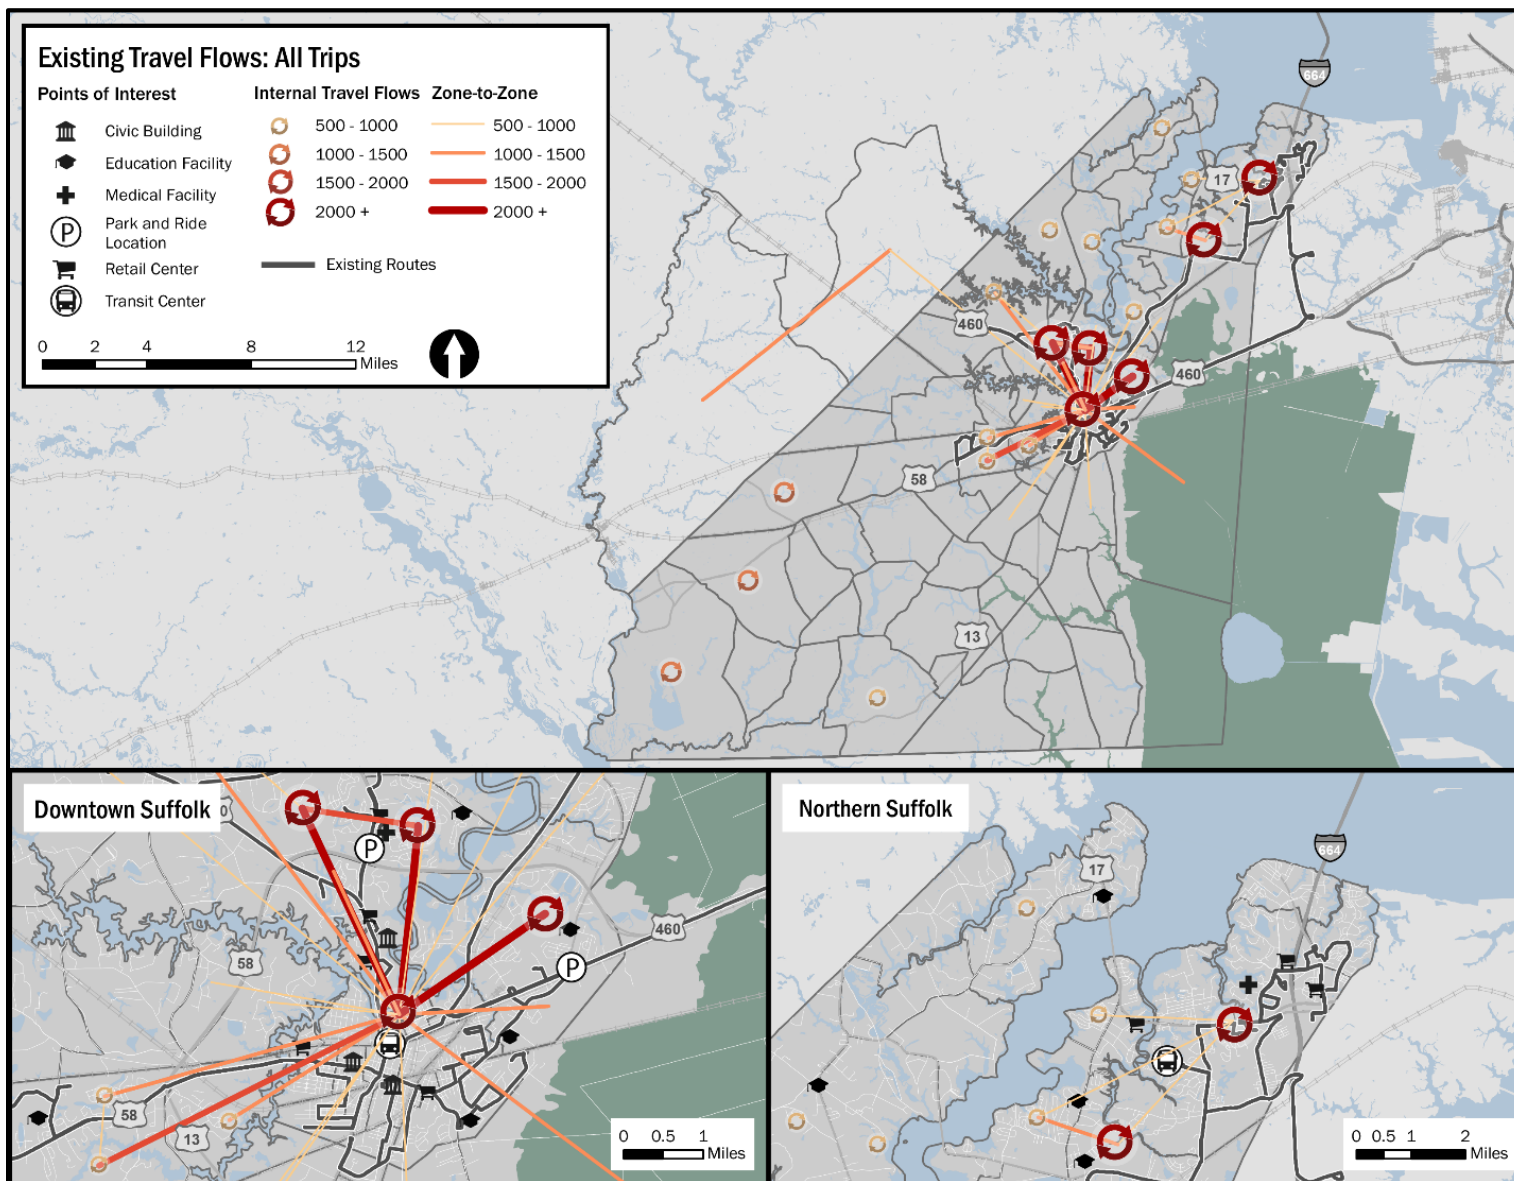 Existing Travel Flows: All Trips
Points of Interest
Civic Building
Education Facility
Medical Facility
P
Park and Ride
Location
Retail Center
Transit Center
Internal Travel Flows
500 - 1000
1000 - 1500
1500 - 2000
2000 +
Zone-to-Zone
500 - 1000
1000 - 1500
1500 - 2000
2000 +
Existing Routes
0 2 4 8 12
Miles
664
17
460
460
58
13
Downtown Suffolk
0
P
460
P
58
58
13
0 0.5 1
Miles
Northern Suffolk
664
17
0 0.5 1 2
Miles